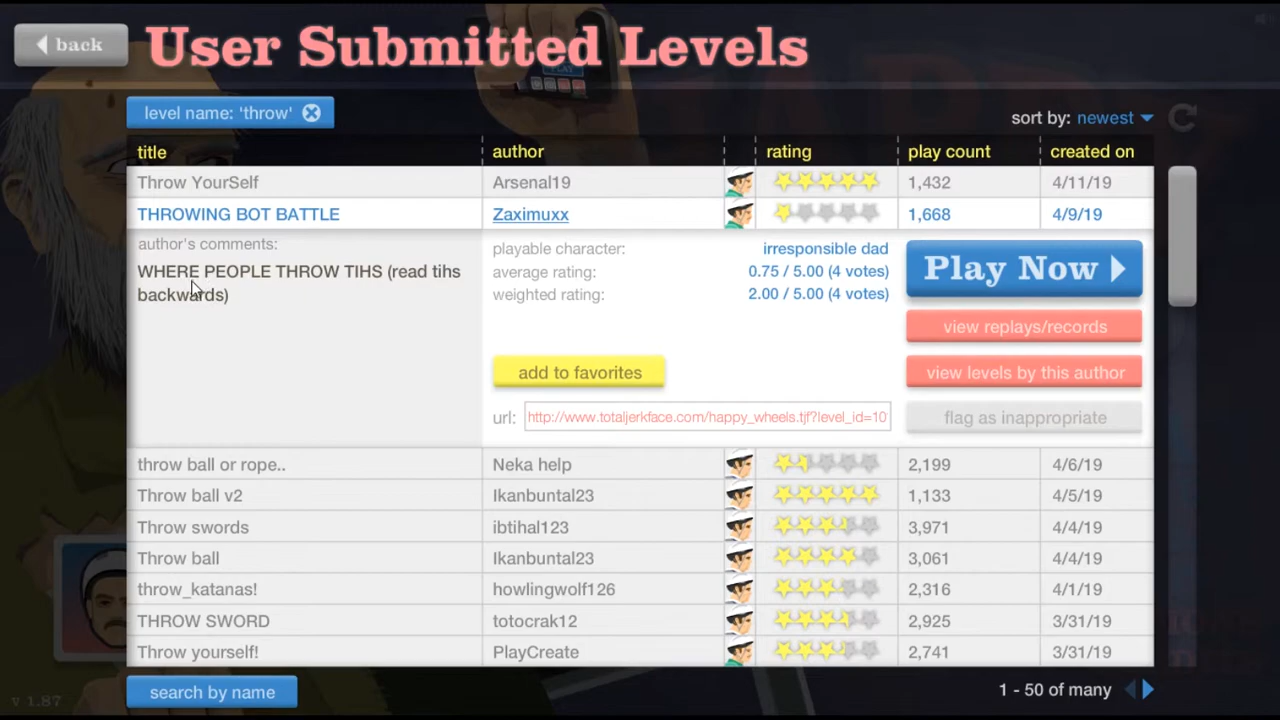 back
User Submitted Levels
level name: 'throw'
sort by: newest
title author rating play count created on
Throw YourSelf Arsenal19 1,432 4/11/19
THROWING BOT BATTLE Zaximuxx 1,668 4/9/19
author's comments:
WHERE PEOPLE THROW TIHS (read tihs
backwards)
playable character: irresponsible dad
average rating: 0.75 / 5.00 (4 votes)
weighted rating: 2.00 / 5.00 (4 votes)
add to favorites
url: http://www.totaljerkface.com/happy_wheels.tjf?level_id=10
Play Now
view replays/records
view levels by this author
flag as inappropriate
throw ball or rope.. Neka help 2,199 4/6/19
Throw ball v2 Ikanbuntal23 1,133 4/5/19
Throw swords ibtihal123 3,971 4/4/19
Throw ball Ikanbuntal23 3,061 4/4/19
throw_katanas! howlingwolf126 2,316 4/1/19
THROW SWORD totocrak12 2,925 3/31/19
Throw yourself! PlayCreate 2,741 3/31/19
search by name
1 - 50 of many
v 1.87